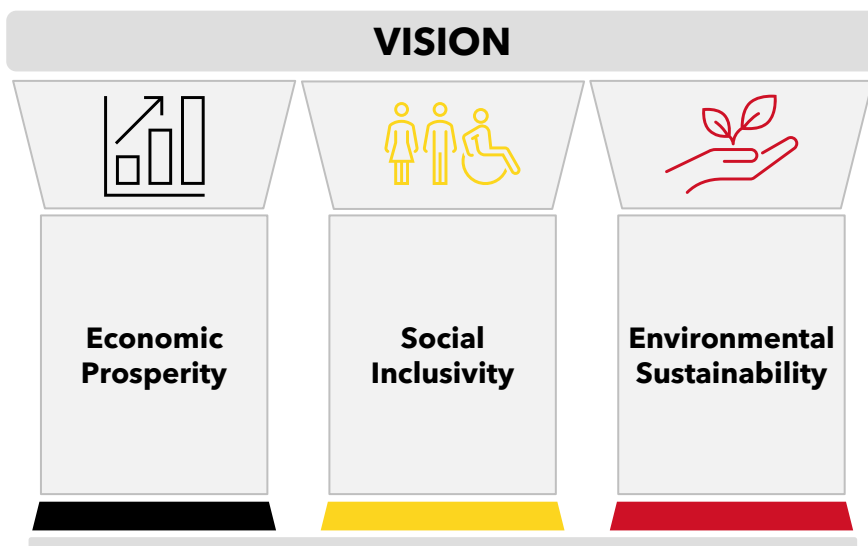 VISION
Economic
Prosperity
Social
Inclusivity
Environmental
Sustainability